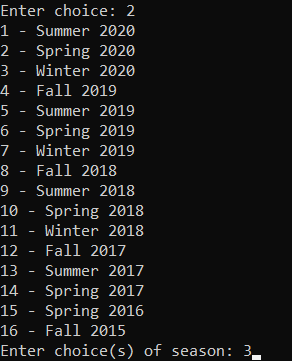 Enter choice: 2
1 - Summer 2020
2 - Spring 2020
3 - Winter 2020
4 - Fall 2019
5 - Summer 2019
6 - Spring 2019
7 - Winter 2019
8 - Fall 2018
9 - Summer 2018
10 - Spring 2018
11 - Winter 2018
12 - Fall 2017
13 - Summer 2017
14 - Spring 2017
15 - Spring 2016
16 - Fall 2015
Enter choice(s) of season: 3